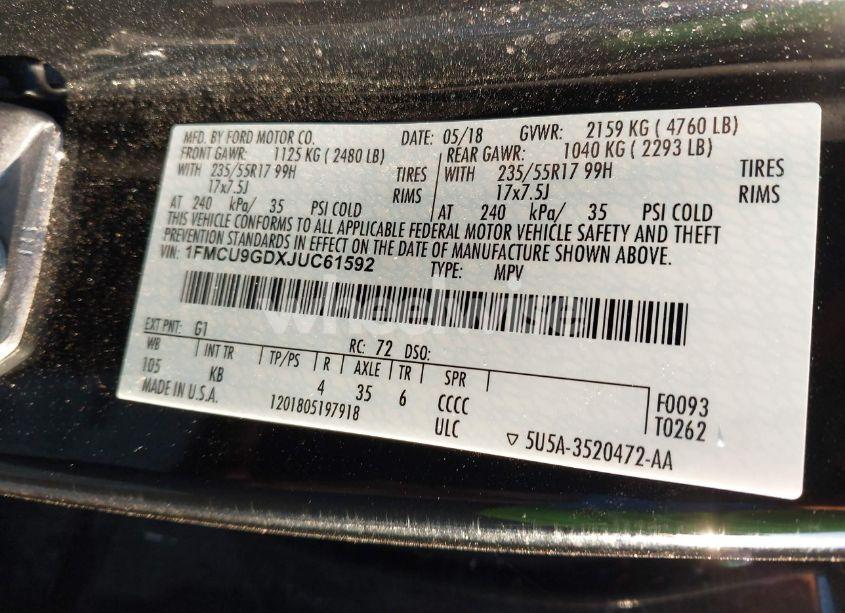 MFD. BY FORD MOTOR CO. DATE: 05/18 GVWR: 2159 KG ( 4760 LB)
FRONT GAWR: 1125 KG ( 2480 LB) REAR GAWR: 1040 KG ( 2293 LB)
WITH 235/55R17 99H TIRES WITH 235/55R17 99H TIRES
17x7.5J RIMS 17x7.5J RIMS
AT 240 kPa/ 35 PSI COLD AT 240 kPa/ 35 PSI COLD
THIS VEHICLE CONFORMS TO ALL APPLICABLE FEDERAL MOTOR VEHICLE SAFETY AND THEFT
PREVENTION STANDARDS IN EFFECT ON THE DATE OF MANUFACTURE SHOWN ABOVE.
VIN: 1FMCU9GDXJUC61592 TYPE: MPV
wheelwise
EXT PNT: G1 RC: 72 DSO:
WB INT TR TP/PS R AXLE TR SPR
105 KB 4 35 6 CCCC F0093
MADE IN U.S.A. 1201805197918 ULC T0262
5U5A-3520472-AA